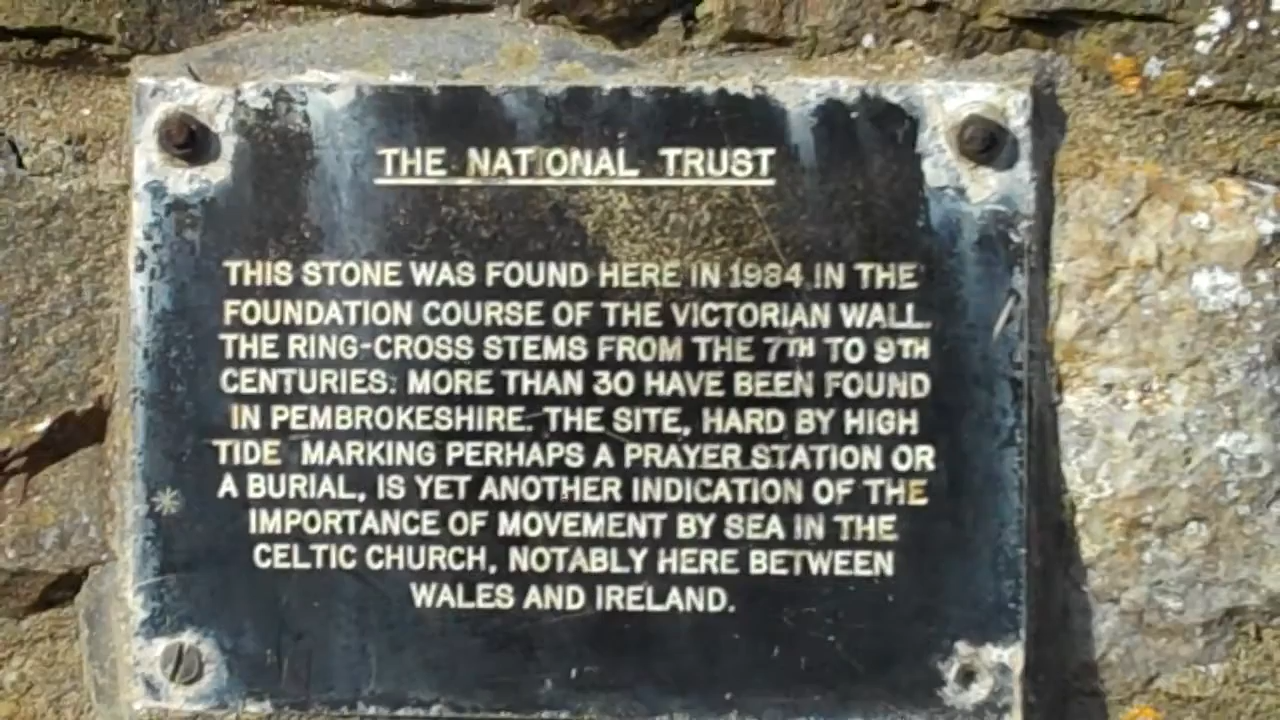 THE NATIONAL TRUST
THIS STONE WAS FOUND HERE IN 1984 IN THE
FOUNDATION COURSE OF THE VICTORIAN WALL.
THE RING-CROSS STEMS FROM THE 7TH TO 9TH
CENTURIES. MORE THAN 30 HAVE BEEN FOUND
IN PEMBROKESHIRE. THE SITE, HARD BY HIGH
TIDE MARKING PERHAPS A PRAYER STATION OR
A BURIAL, IS YET ANOTHER INDICATION OF THE
IMPORTANCE OF MOVEMENT BY SEA IN THE
CELTIC CHURCH, NOTABLY HERE BETWEEN
WALES AND IRELAND.